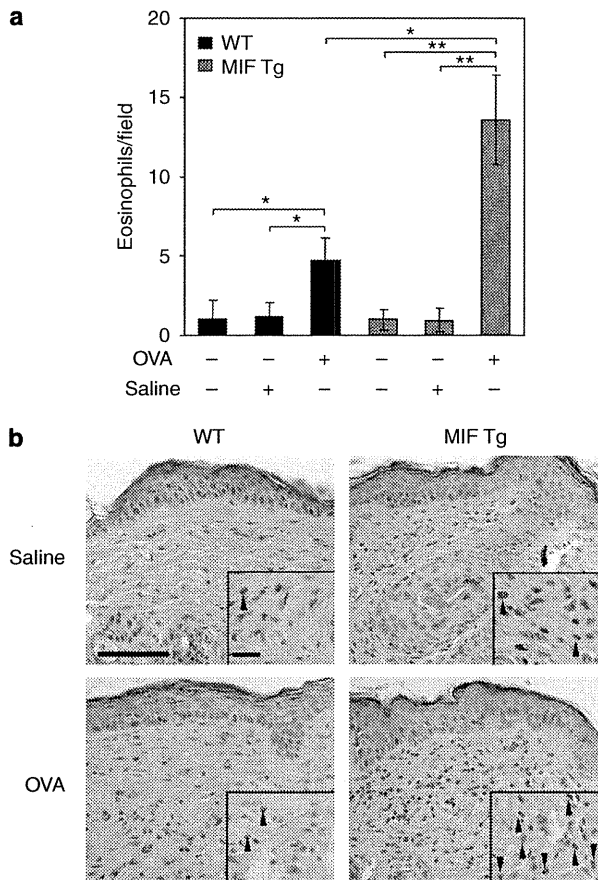 a
20
15
10
5
0
Eosinophils/field
WT
MIF Tg
*
**
**
*
*
OVA − − + − − +
Saline − + − − + −
b
WT MIF Tg
Saline
OVA